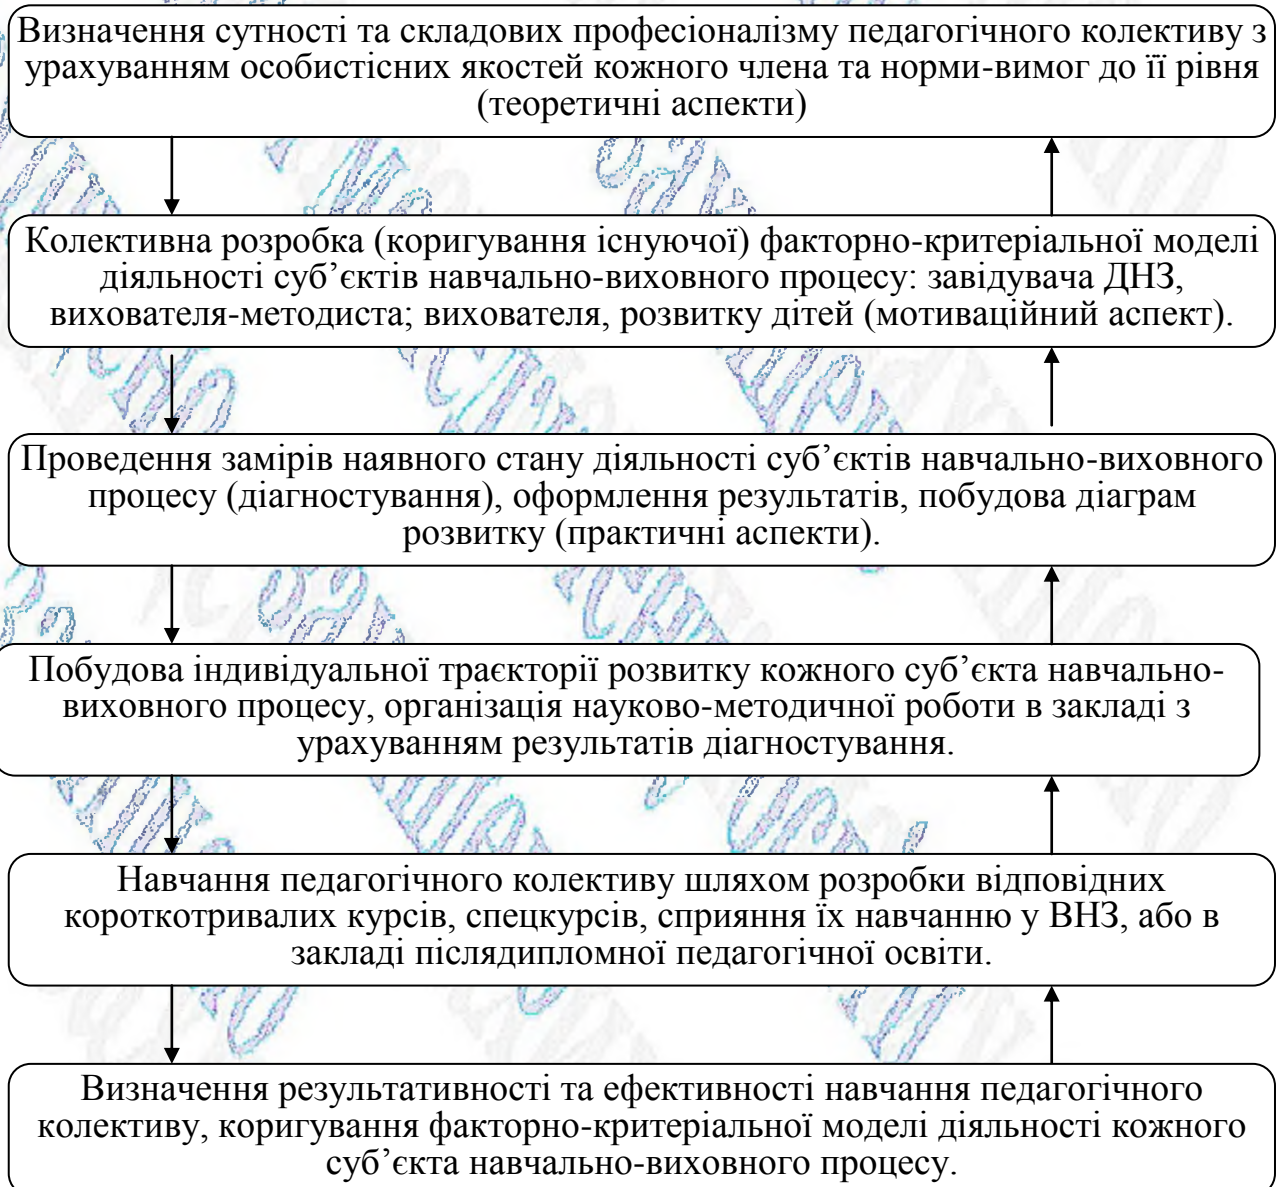 Визначення сутності та складових професіоналізму педагогічного колективу з
урахуванням особистісних якостей кожного члена та норми-вимог до її рівня
(теоретичні аспекти)
Колективна розробка (коригування існуючої) факторно-критеріальної моделі
діяльності суб’єктів навчально-виховного процесу: завідувача ДНЗ,
вихователя-методиста; вихователя, розвитку дітей (мотиваційний аспект).
Проведення замірів наявного стану діяльності суб’єктів навчально-виховного
процесу (діагностування), оформлення результатів, побудова діаграм
розвитку (практичні аспекти).
Побудова індивідуальної траєкторії розвитку кожного суб’єкта навчально-
виховного процесу, організація науково-методичної роботи в закладі з
урахуванням результатів діагностування.
Навчання педагогічного колективу шляхом розробки відповідних
короткотривалих курсів, спецкурсів, сприяння їх навчанню у ВНЗ, або в
закладі післядипломної педагогічної освіти.
Визначення результативності та ефективності навчання педагогічного
колективу, коригування факторно-критеріальної моделі діяльності кожного
суб’єкта навчально-виховного процесу.